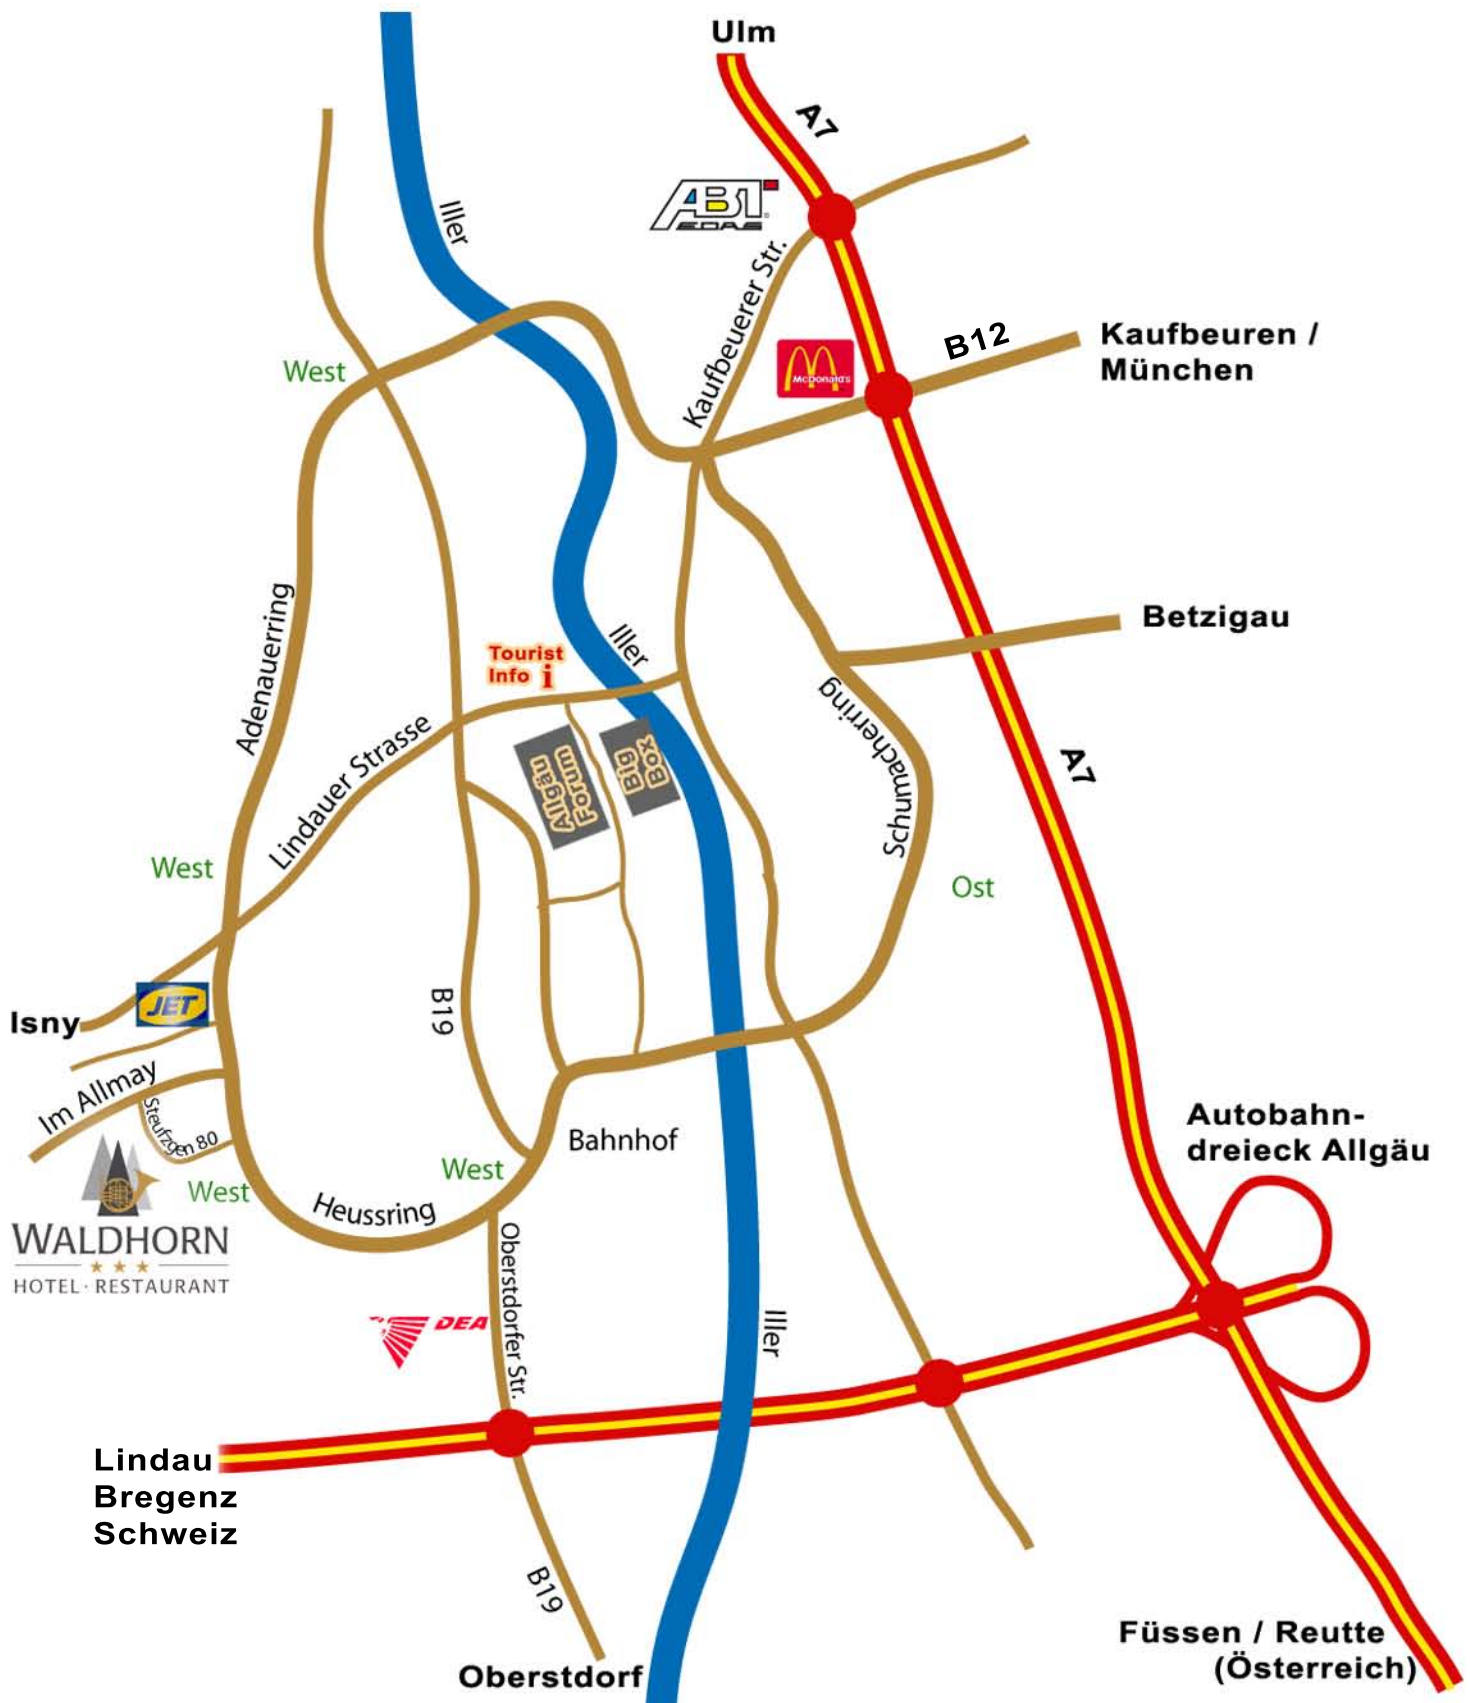 Ulm
A7
ABT
Iller
Kaufbeuerer Str.
B12
Kaufbeuren /
München
McDonald's
West
Adenauerring
Betzigau
Iller
Tourist
Info i
Schumacherring
Lindauer Strasse
Allgäu
Forum
Big
Box
A7
West
Ost
JET
Isny
B19
Im Allmay
Steufzgen 80
Autobahn-
dreieck Allgäu
Bahnhof
West
West
Heussring
WALDHORN
HOTEL · RESTAURANT
Oberstdorfer Str.
DEA
Iller
Lindau
Bregenz
Schweiz
B19
Füssen / Reutte
(Österreich)
Oberstdorf